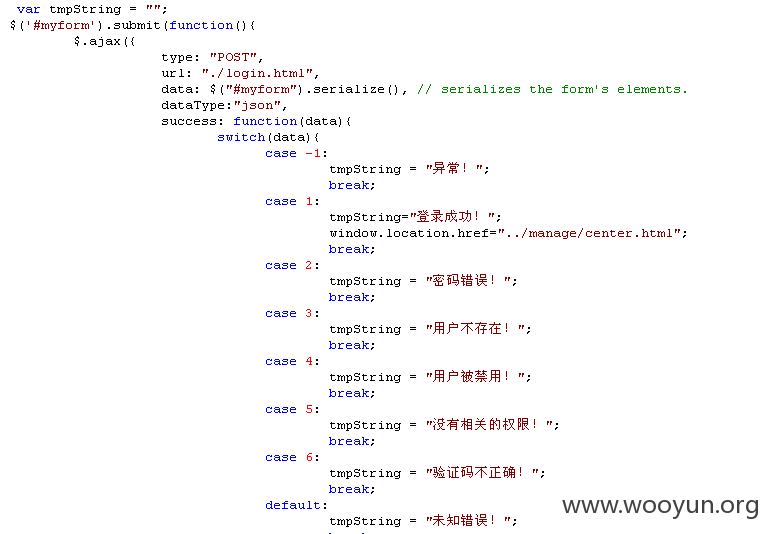 var tmpString = "";
$('#myform').submit(function(){
$.ajax({
type: "POST",
url: "./login.html",
data: $("#myform").serialize(), // serializes the form's elements.
dataType:"json",
success: function(data){
switch(data){
case -1:
tmpString = "异常! ";
break;
case 1:
tmpString="登录成功! ";
window.location.href="../manage/center.html";
break;
case 2:
tmpString = "密码错误! ";
break;
case 3:
tmpString = "用户不存在! ";
break;
case 4:
tmpString = "用户被禁用! ";
break;
case 5:
tmpString = "没有相关的权限! ";
break;
case 6:
tmpString = "验证码不正确! ";
break;
default:
tmpString = "未知错误! ";
www.wooyun.org